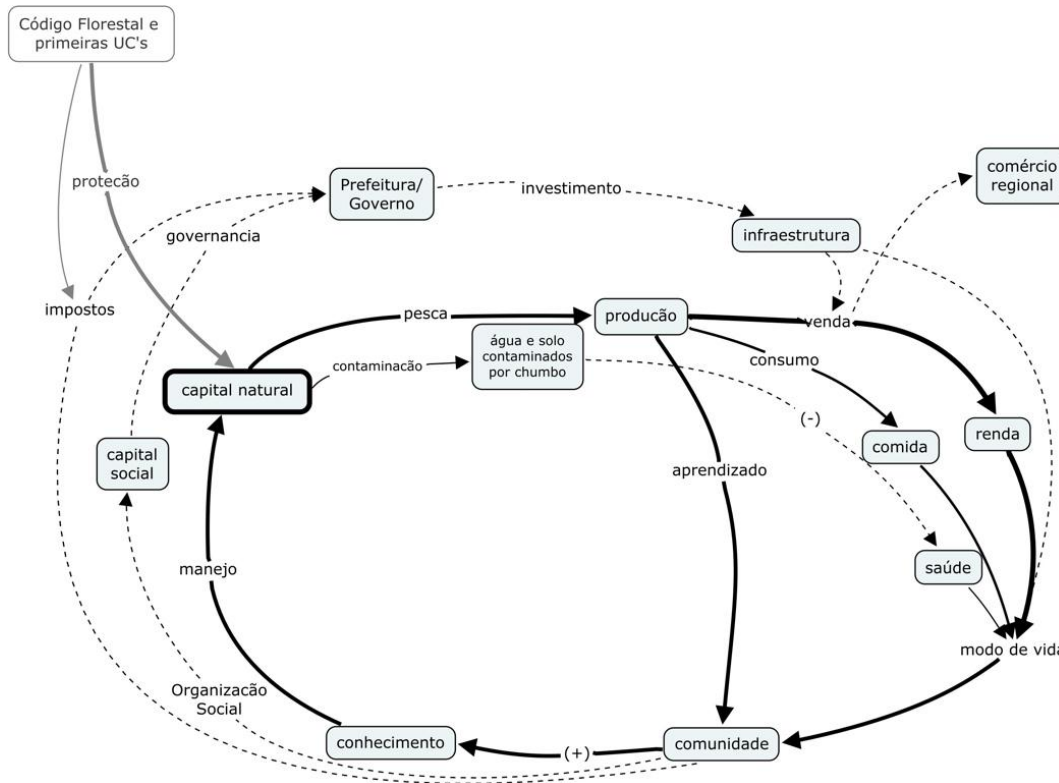 Código Florestal e
primeiras UC's
protecão
Prefeitura/
Governo
investimento
comércio
regional
governancia
infraestrutura
impostos
pesca
producão
venda
água e solo
contaminados
por chumbo
contaminacão
consumo
capital natural
(-)
renda
capital
social
comida
aprendizado
manejo
saúde
modo de vida
Organizacão
Social
conhecimento
(+)
comunidade